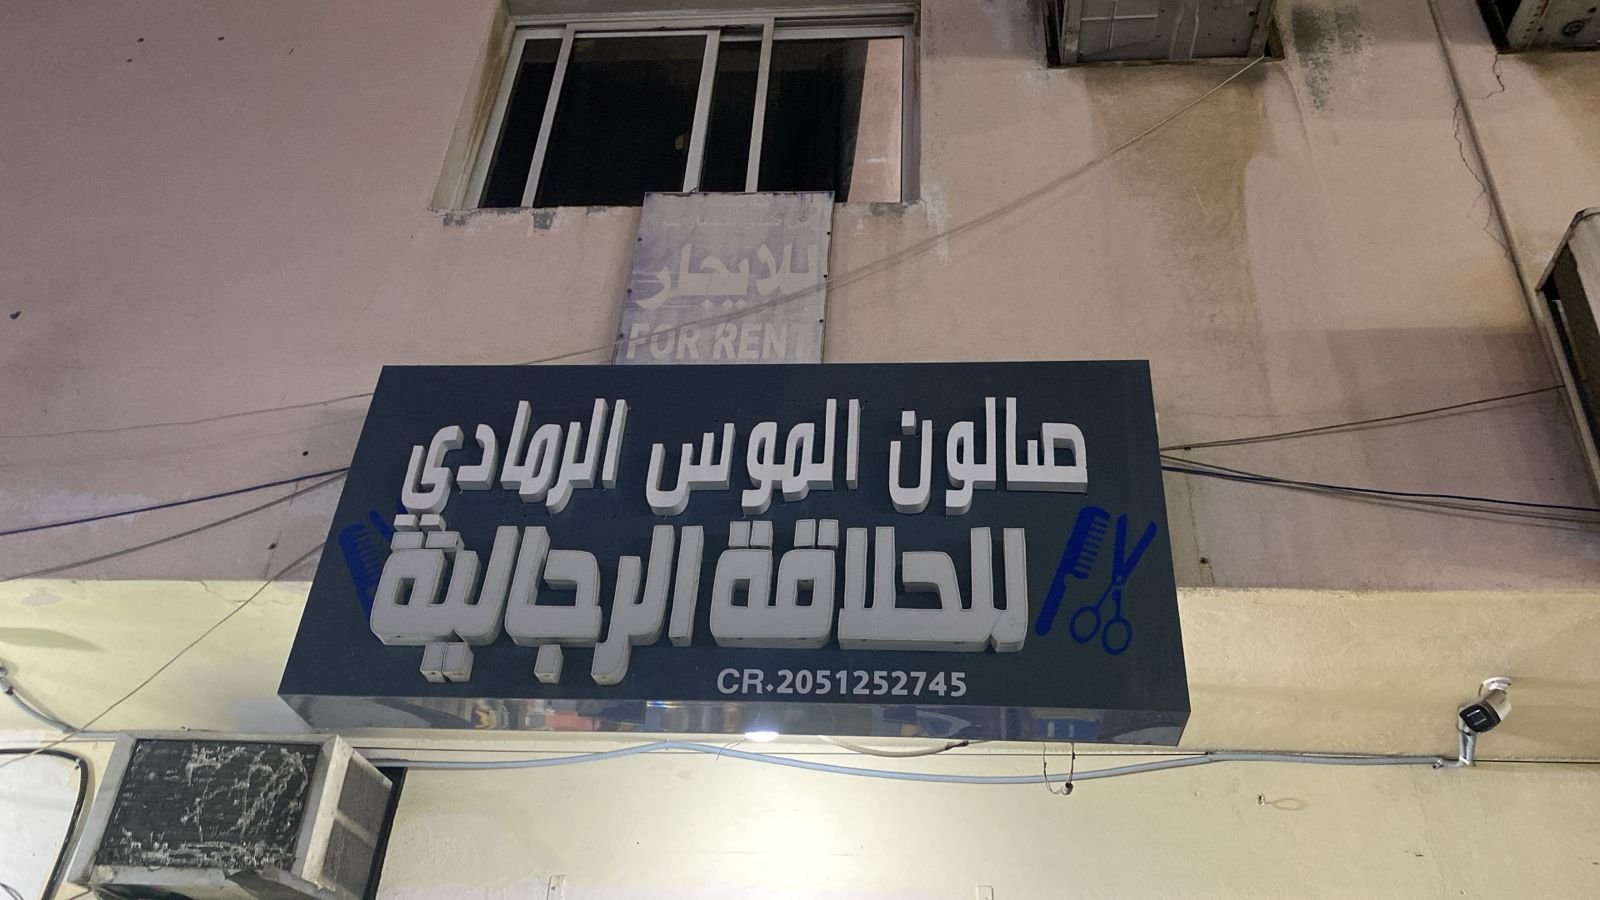 للايجار
FOR RENT
صالون الموس الرمادي
للحلاقة الرجالية
CR.2051252745